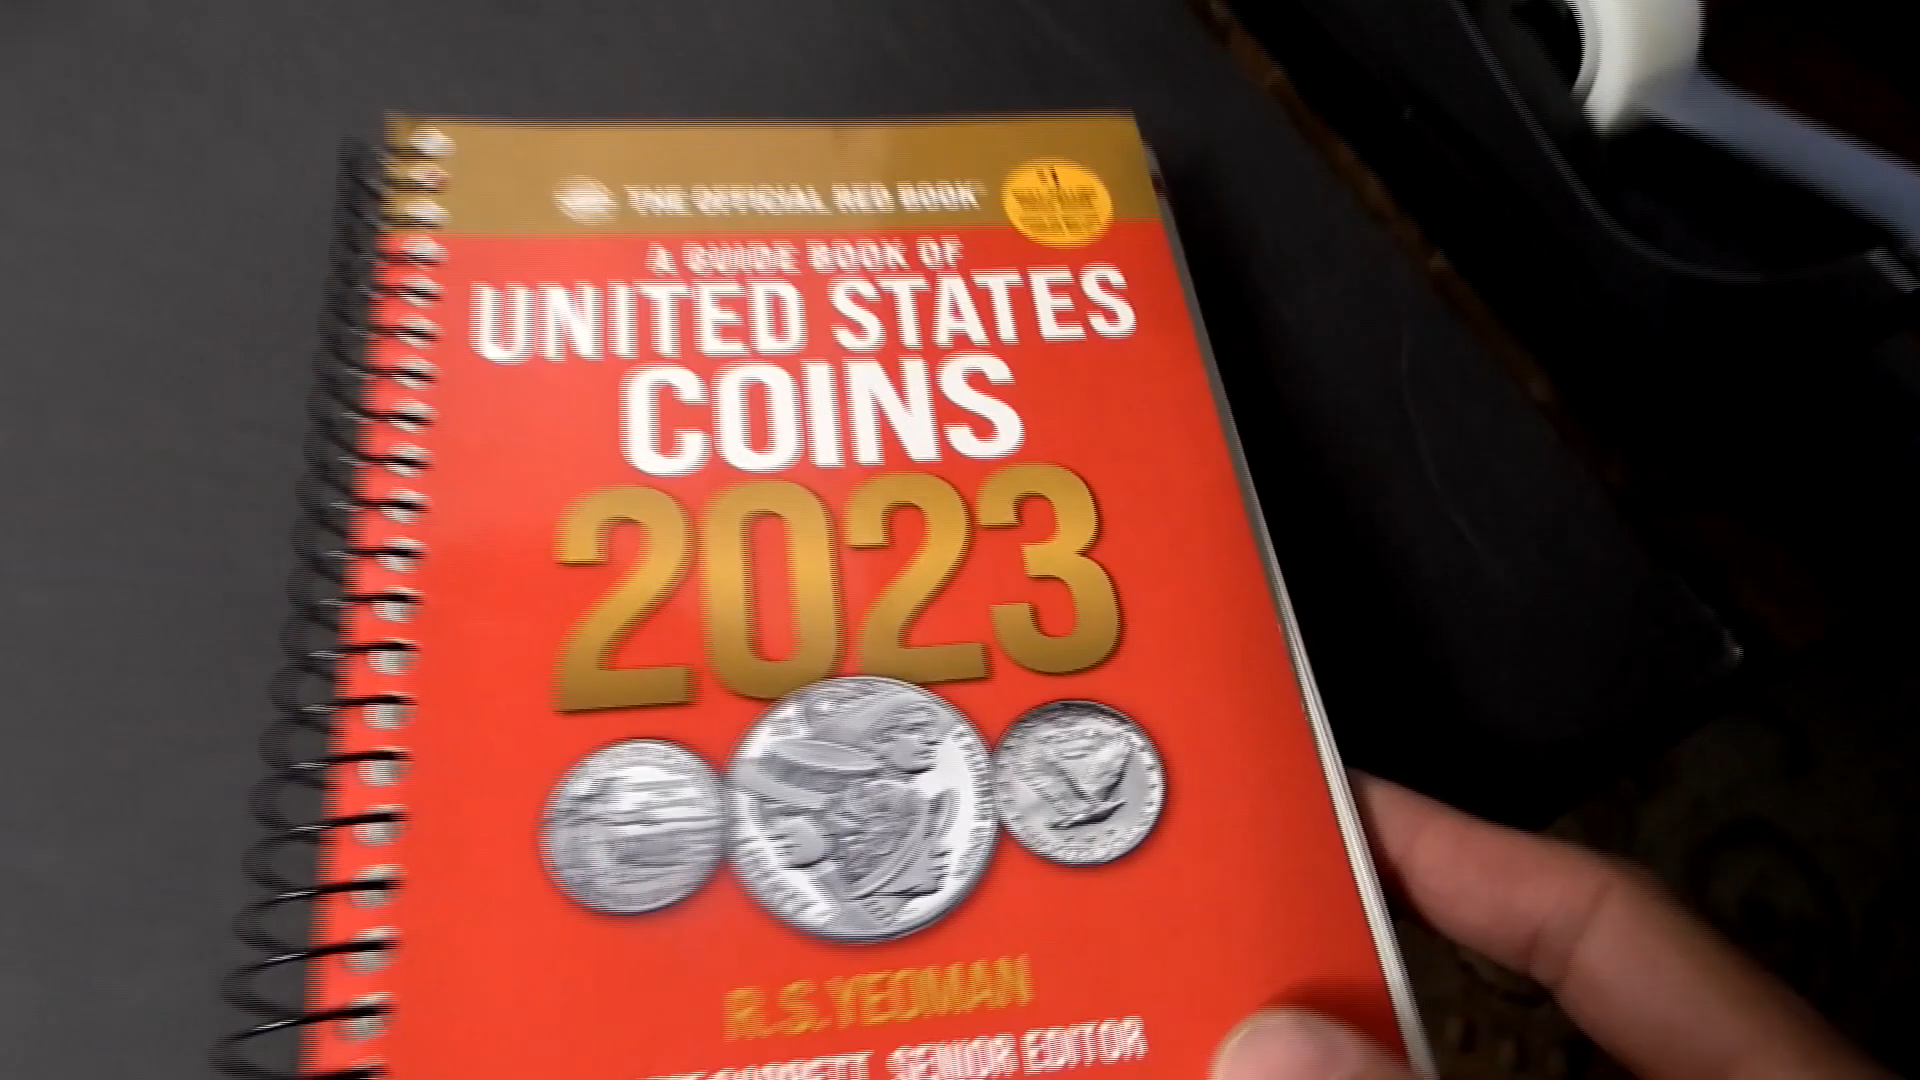 THE OFFICIAL RED BOOK
A GUIDE BOOK OF
UNITED STATES
COINS
2023
R.S. YEOMAN
SENIOR EDITOR